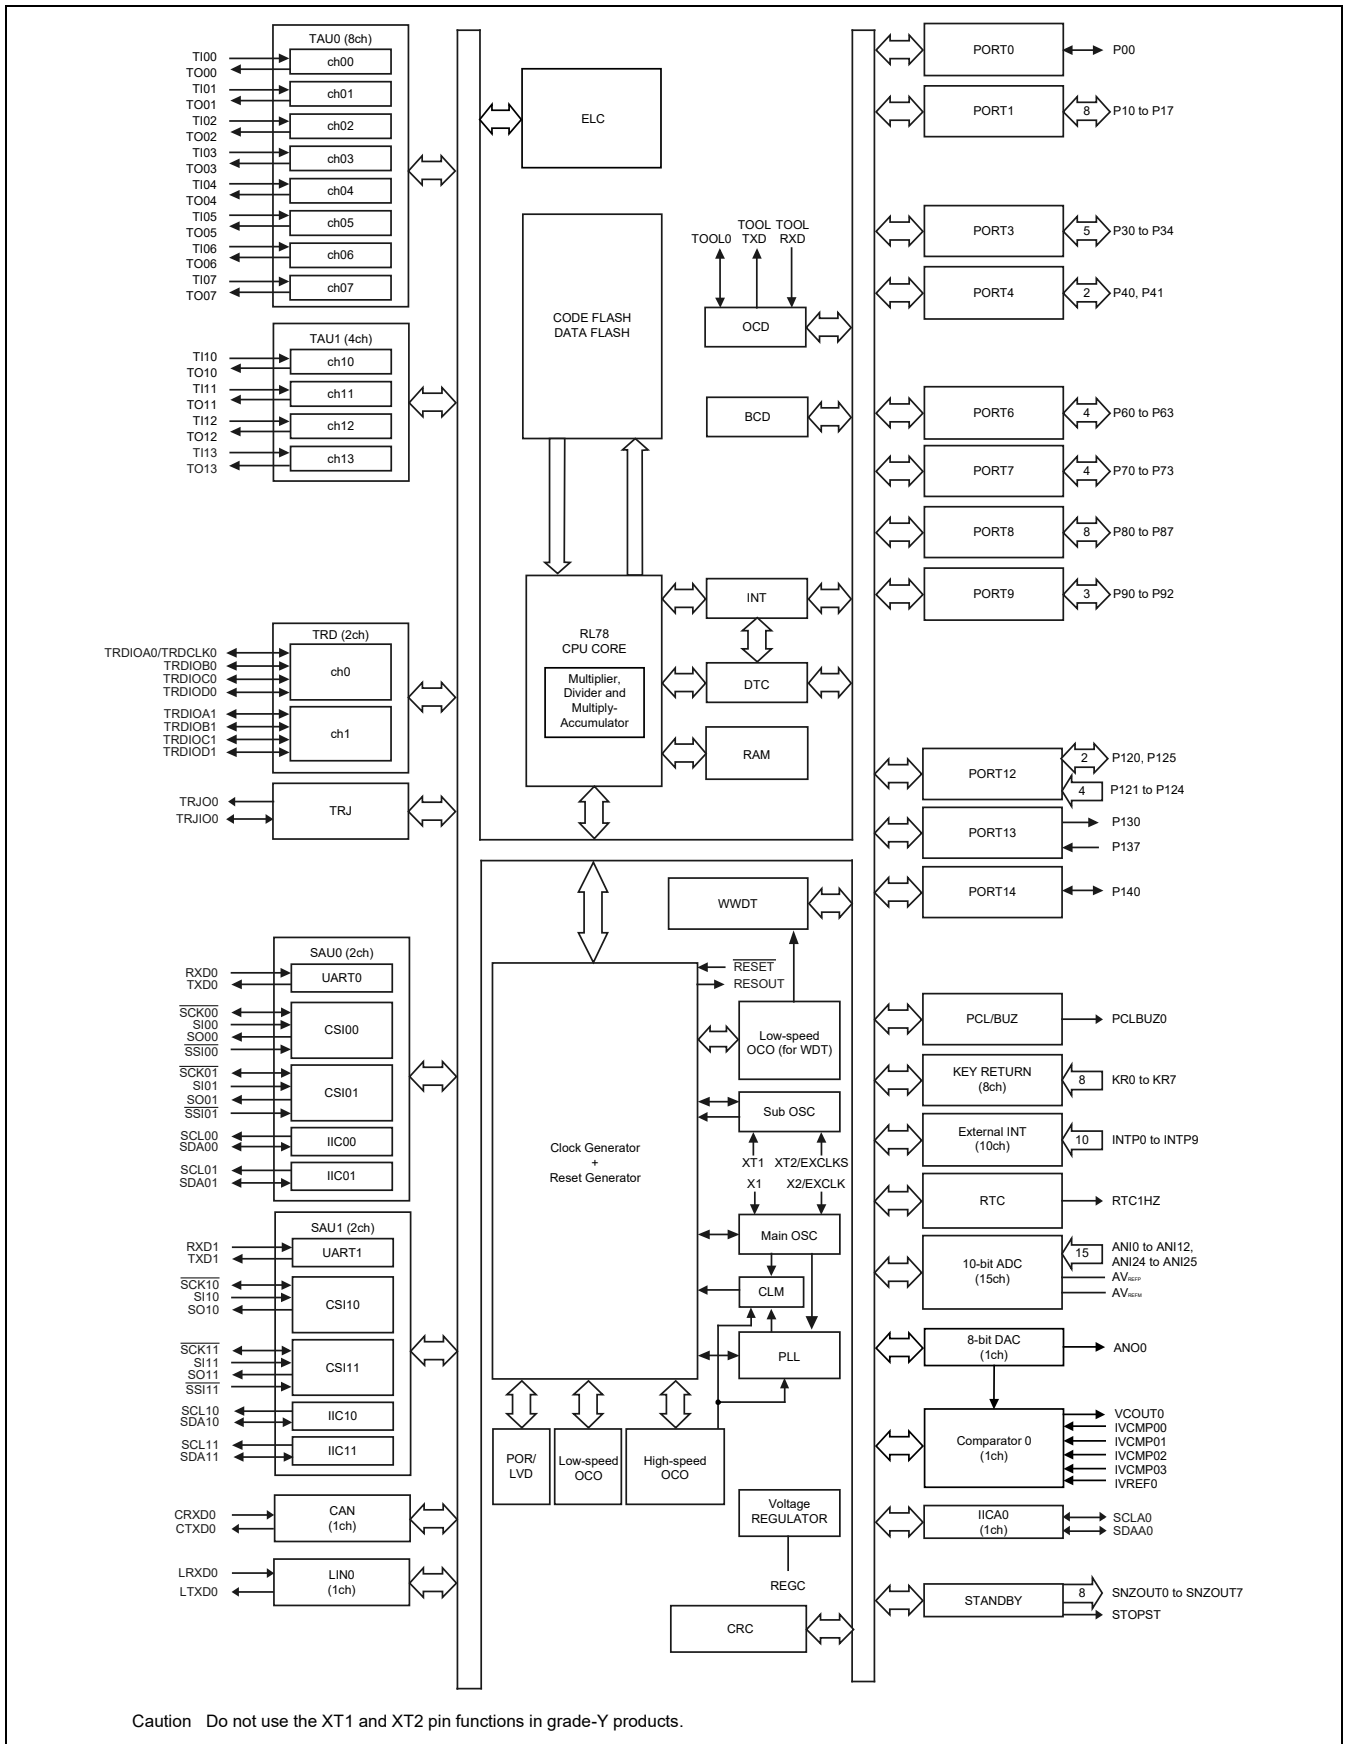 TAU0 (8ch)
TI00
TO00
ch00
TI01
TO01
ch01
TI02
TO02
ch02
TI03
TO03
ch03
TI04
TO04
ch04
TI05
TO05
ch05
TI06
TO06
ch06
TI07
TO07
ch07
TAU1 (4ch)
TI10
TO10
ch10
TI11
TO11
ch11
TI12
TO12
ch12
TI13
TO13
ch13
TRD (2ch)
TRDIOA0/TRDCLK0
TRDIOB0
TRDIOC0
TRDIOD0
ch0
TRDIOA1
TRDIOB1
TRDIOC1
TRDIOD1
ch1
TRJO0
TRJIO0
TRJ
SAU0 (2ch)
RXD0
TXD0
UART0
SCK00
SI00
SO00
SSI00
CSI00
SCK01
SI01
SO01
SSI01
CSI01
SCL00
SDA00
IIC00
SCL01
SDA01
IIC01
SAU1 (2ch)
RXD1
TXD1
UART1
SCK10
SI10
SO10
CSI10
SCK11
SI11
SO11
SSI11
CSI11
SCL10
SDA10
IIC10
SCL11
SDA11
IIC11
CRXD0
CTXD0
CAN
(1ch)
LRXD0
LTXD0
LIN0
(1ch)
ELC
CODE FLASH
DATA FLASH
TOOL0
TOOL
TXD
TOOL
RXD
OCD
BCD
RL78
CPU CORE
Multiplier,
Divider and
Multiply-
Accumulator
INT
DTC
RAM
WWDT
RESET
RESOUT
Clock Generator
+
Reset Generator
Low-speed
OCO (for WDT)
Sub OSC
XT1
XT2/EXCLKS
X1
X2/EXCLK
Main OSC
CLM
PLL
POR/
LVD
Low-speed
OCO
High-speed
OCO
Voltage
REGULATOR
REGC
CRC
PORT0
P00
PORT1
8
P10 to P17
PORT3
5
P30 to P34
PORT4
2
P40, P41
PORT6
4
P60 to P63
PORT7
4
P70 to P73
PORT8
8
P80 to P87
PORT9
3
P90 to P92
PORT12
2
P120, P125
4
P121 to P124
PORT13
P130
P137
PORT14
P140
PCL/BUZ
PCLBUZ0
KEY RETURN
(8ch)
8
KR0 to KR7
External INT
(10ch)
10
INTP0 to INTP9
RTC
RTC1HZ
10-bit ADC
(15ch)
15
ANI0 to ANI12,
ANI24 to ANI25
AVREFP
AVREFM
8-bit DAC
(1ch)
ANO0
Comparator 0
(1ch)
VCOUT0
IVCMP00
IVCMP01
IVCMP02
IVCMP03
IVREF0
IICA0
(1ch)
SCLA0
SDAA0
STANDBY
8
SNZOUT0 to SNZOUT7
STOPST
Caution Do not use the XT1 and XT2 pin functions in grade-Y products.